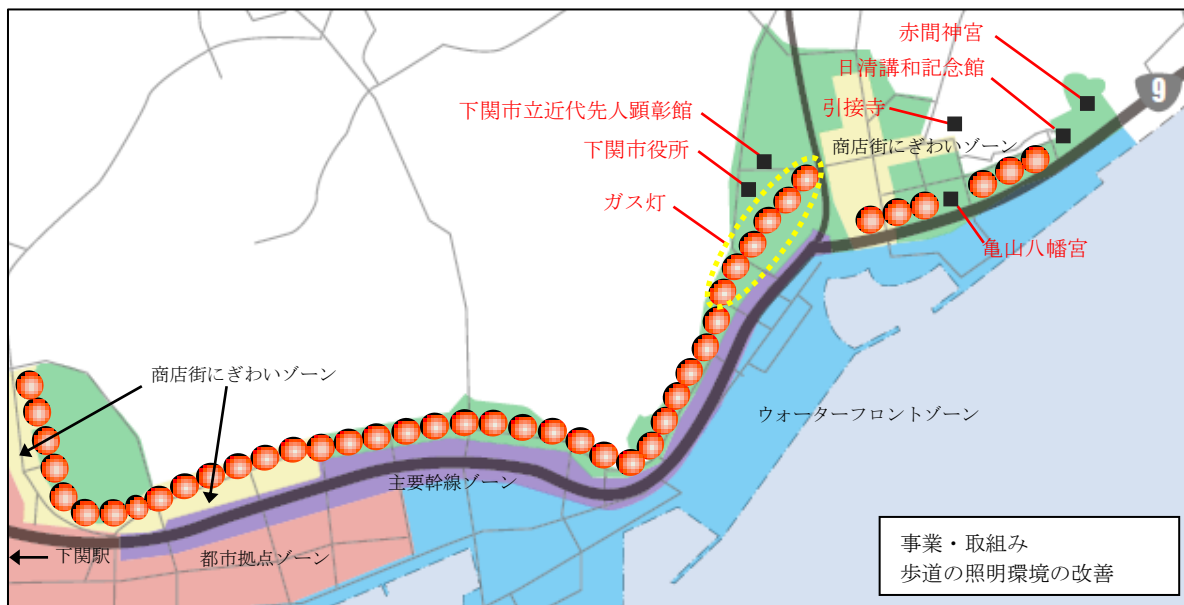 赤間神宮
日清講和記念館
9
下関市立近代先人顕彰館
引接寺
商店街にぎわいゾーン
下関市役所
ガス灯
亀山八幡宮
商店街にぎわいゾーン
ウォーターフロントゾーン
主要幹線ゾーン
下関駅
都市拠点ゾーン
事業・取組み
歩道の照明環境の改善